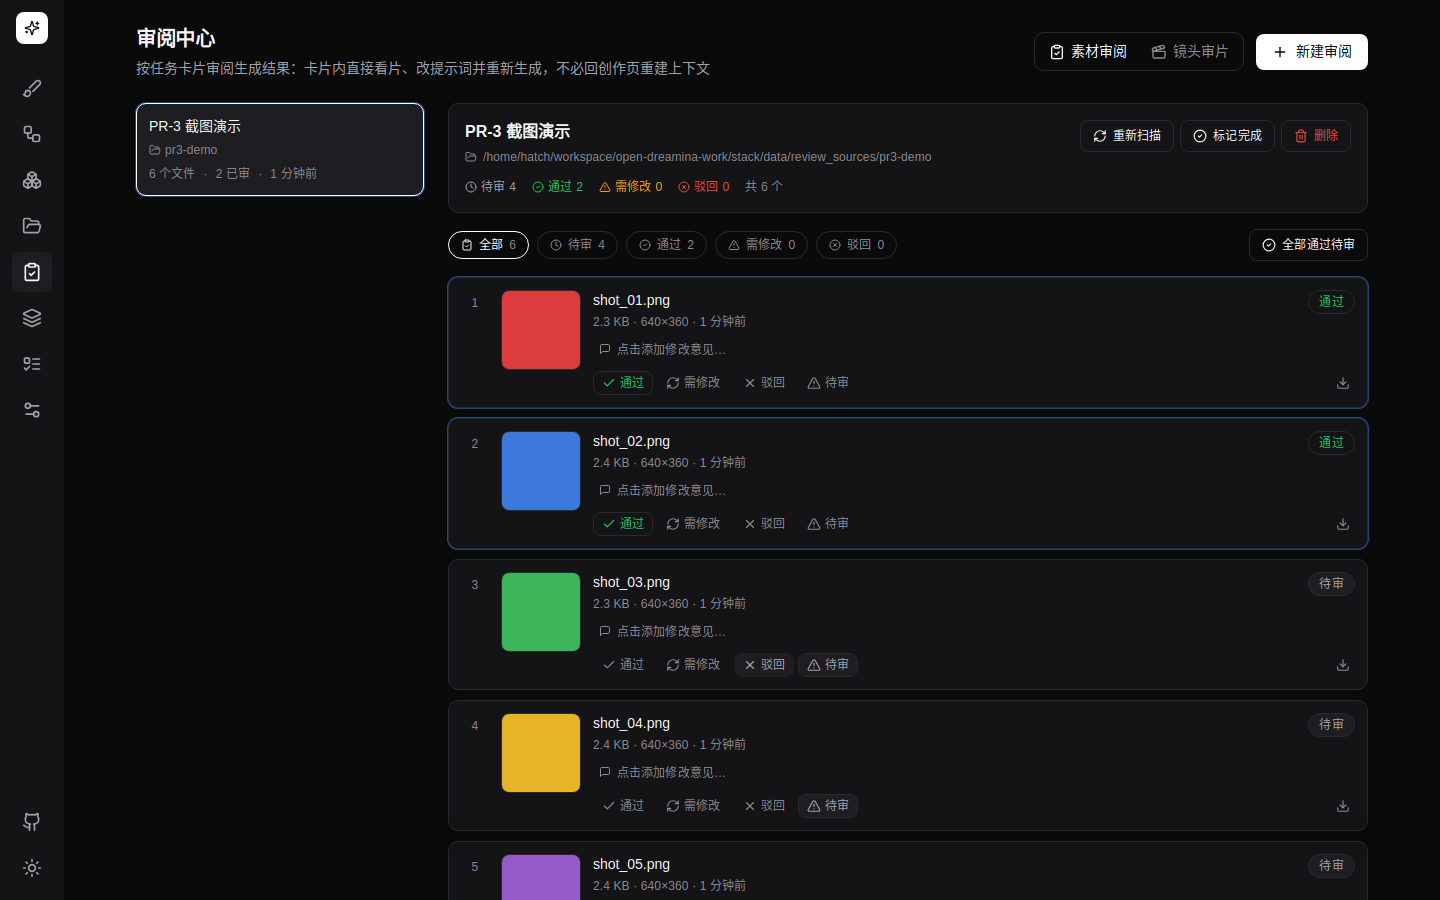 审阅中心
按任务卡片审阅生成结果：卡片内直接看片、改提示词并重新生成，不必回创作页重建上下文
素材审阅 镜头审片 新建审阅
PR-3 截图演示
pr3-demo
6 个文件 · 2 已审 · 1 分钟前
PR-3 截图演示
/home/hatch/workspace/open-dreamina-work/stack/data/review_sources/pr3-demo
待审 4 通过 2 需修改 0 驳回 0 共 6 个
重新扫描 标记完成 删除
全部 6 待审 4 通过 2 需修改 0 驳回 0 全部通过待审
1 shot_01.png 通过
2.3 KB · 640×360 · 1 分钟前
点击添加修改意见...
通过 需修改 驳回 待审
2 shot_02.png 通过
2.4 KB · 640×360 · 1 分钟前
点击添加修改意见...
通过 需修改 驳回 待审
3 shot_03.png 待审
2.3 KB · 640×360 · 1 分钟前
点击添加修改意见...
通过 需修改 驳回 待审
4 shot_04.png 待审
2.4 KB · 640×360 · 1 分钟前
点击添加修改意见...
通过 需修改 驳回 待审
5 shot_05.png 待审
2.4 KB · 640×360 · 1 分钟前